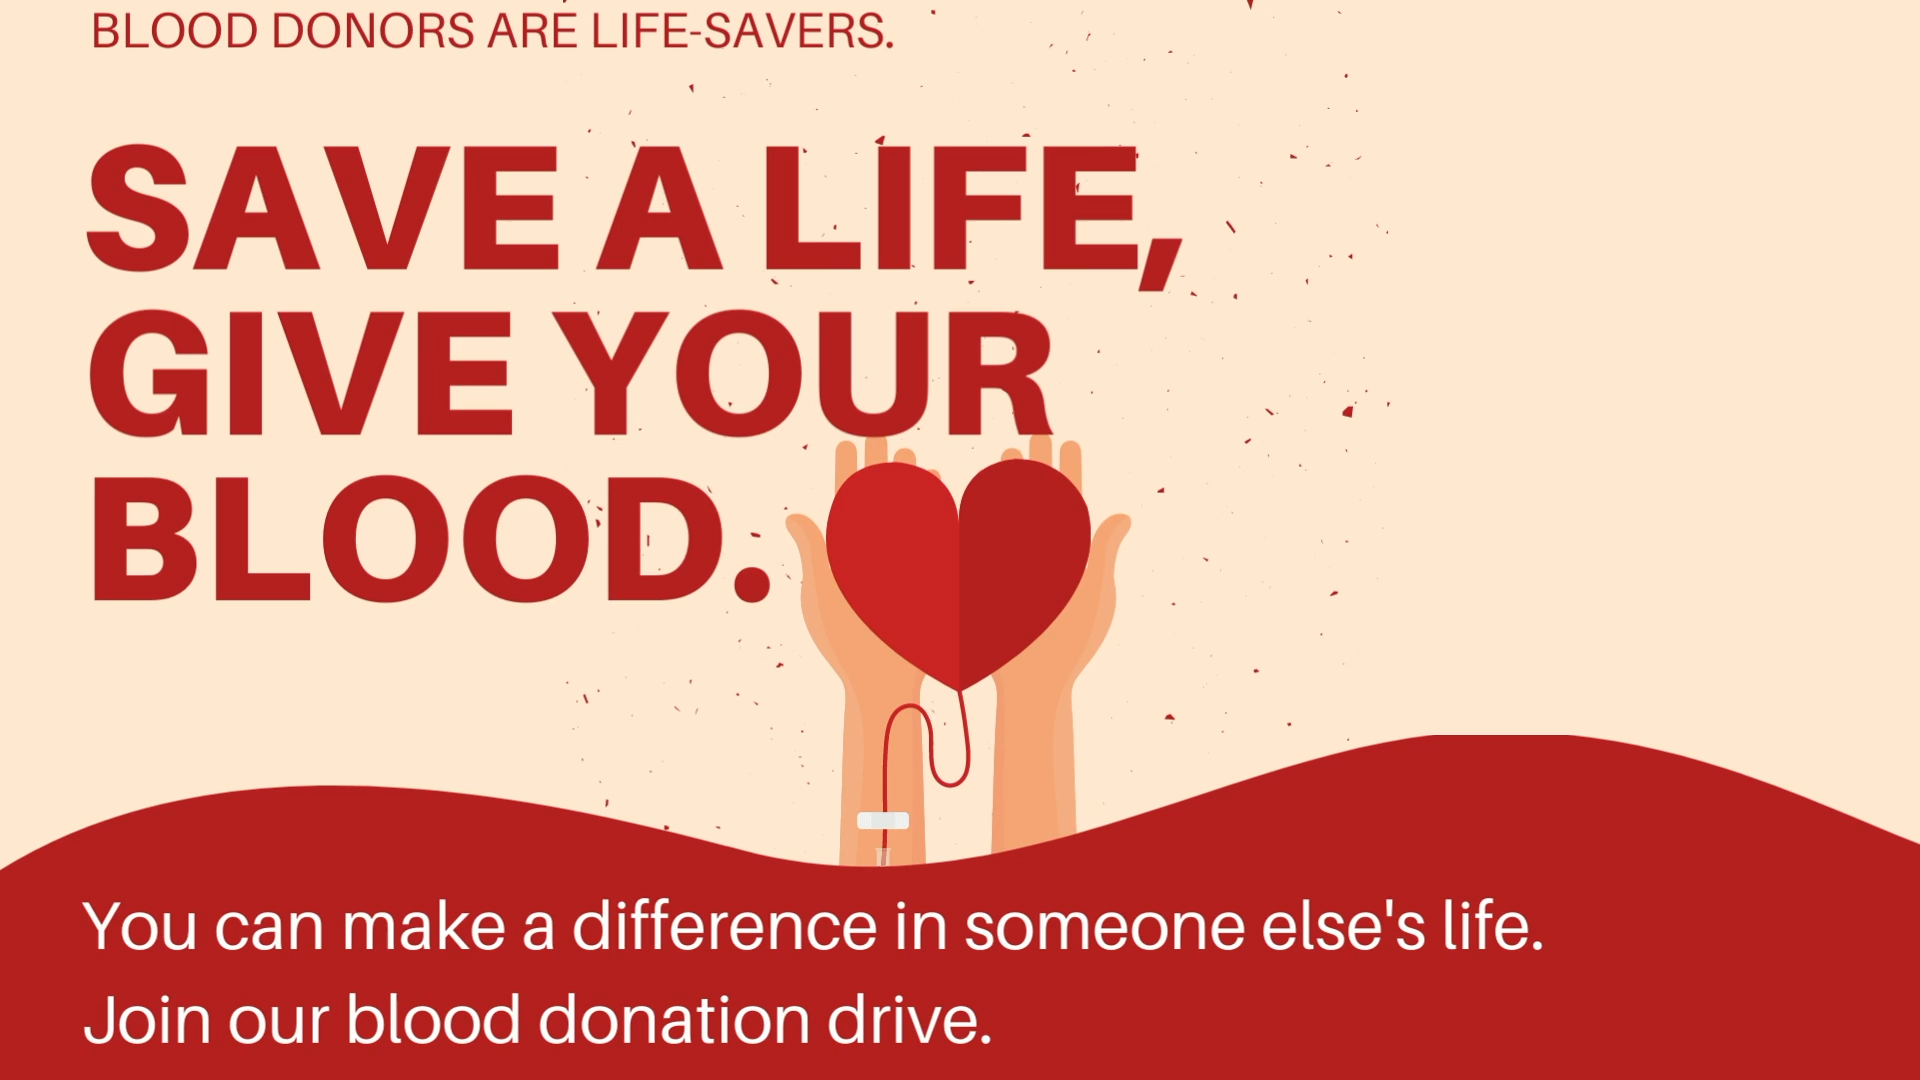 BLOOD DONORS ARE LIFE-SAVERS.
SAVE A LIFE,
GIVE YOUR
BLOOD.
You can make a difference in someone else's life.
Join our blood donation drive.